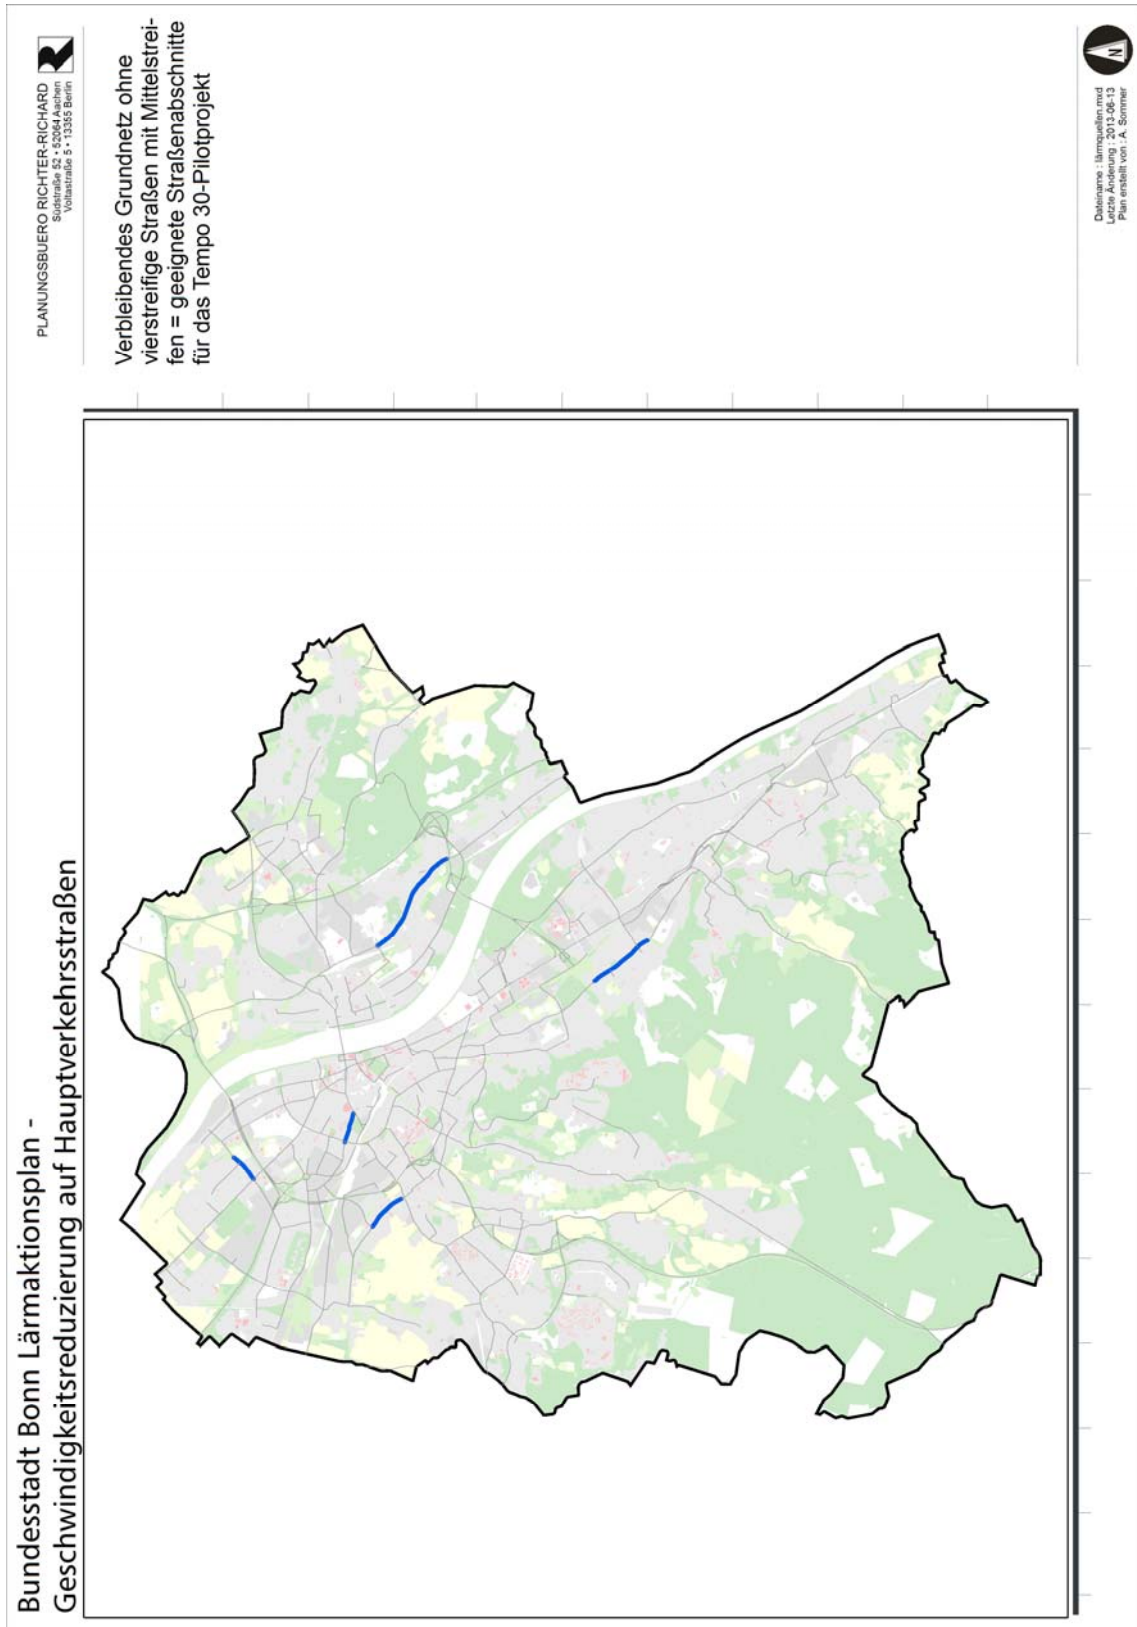 Bundesstadt Bonn Lärmaktionsplan -
Geschwindigkeitsreduzierung auf Hauptverkehrsstraßen
PLANUNGSBUERO RICHTER-RICHARD
Südstraße 52 • 52064 Aachen
Voltastraße 5 • 13355 Berlin
R
Verbleibendes Grundnetz ohne
vierstreifige Straßen mit Mittelstrei-
fen = geeignete Straßenabschnitte
für das Tempo 30-Pilotprojekt
Dateiname : lärmquellen.mxd
Letzte Änderung : 2013-06-13
Plan erstellt von : A. Sommer
N